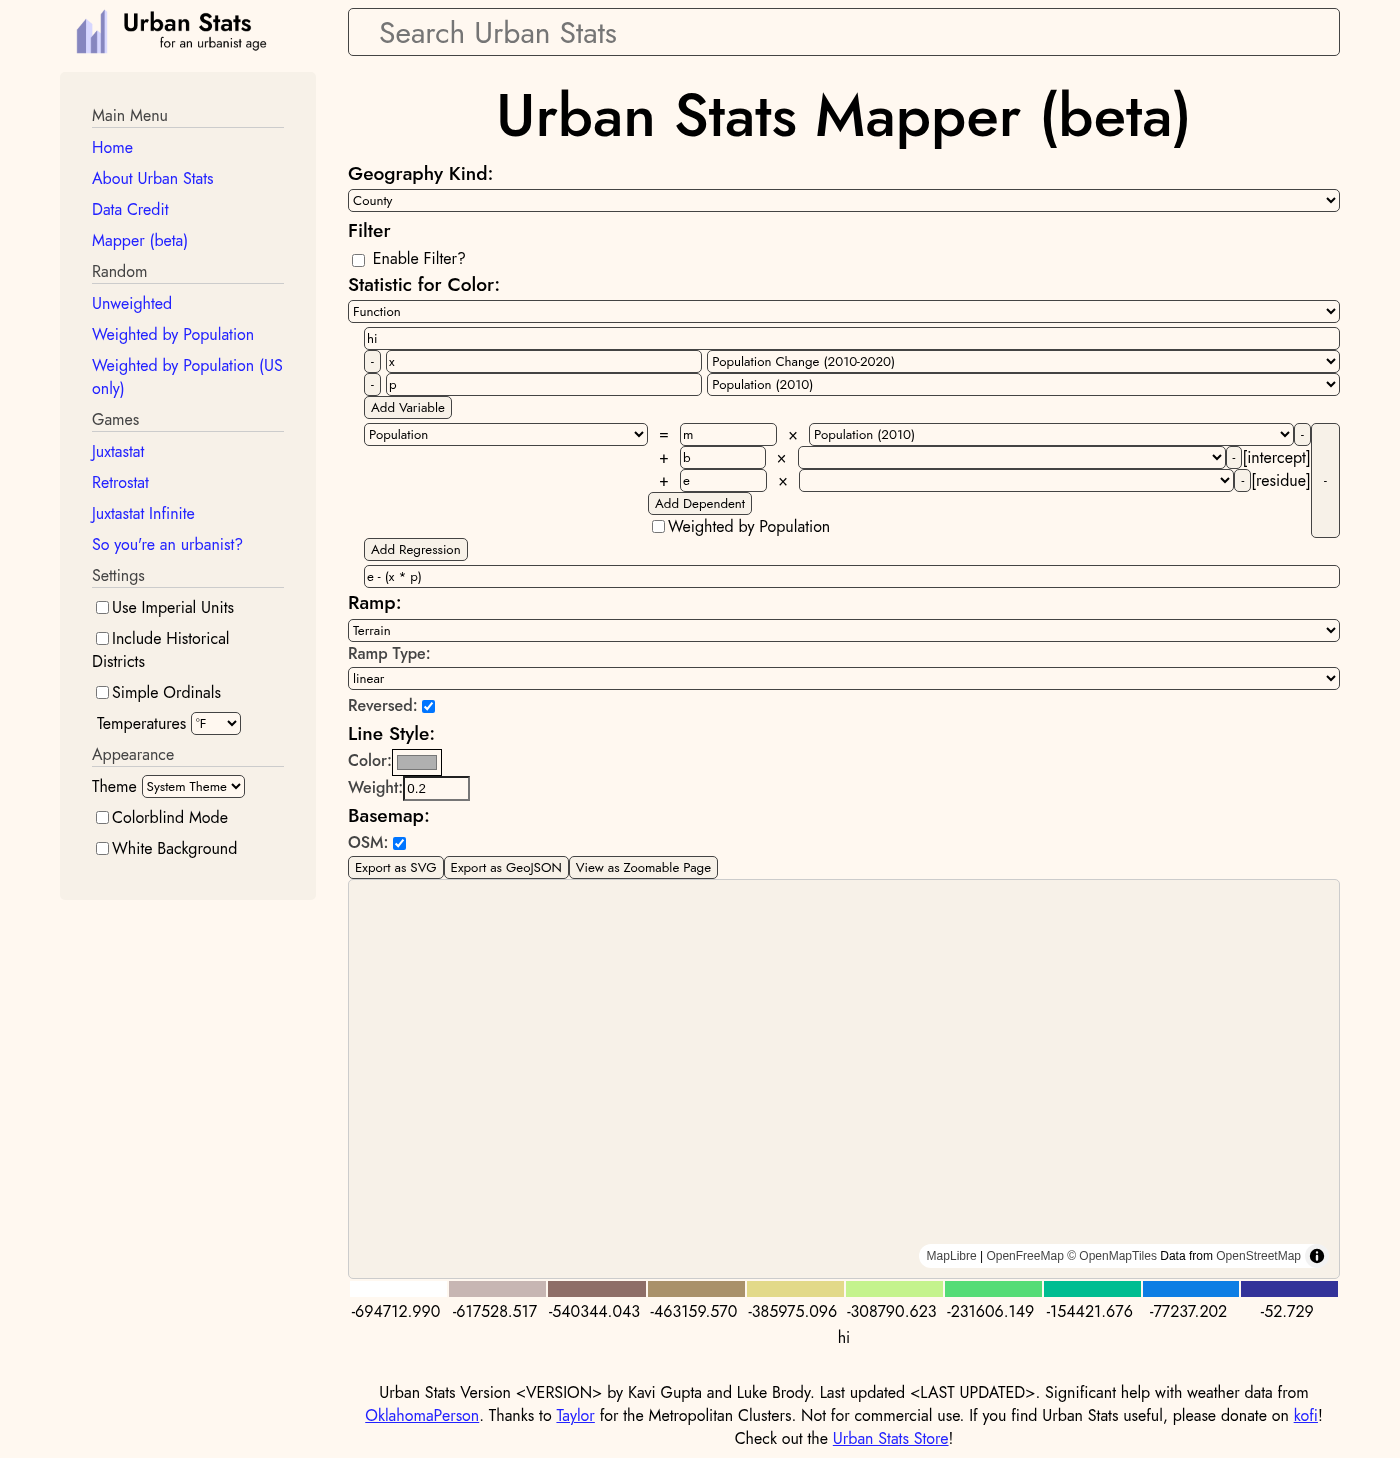 Urban Stats
for an urbanist age
Search Urban Stats
Main Menu
Home
About Urban Stats
Data Credit
Mapper (beta)
Random
Unweighted
Weighted by Population
Weighted by Population (US
only)
Games
Juxtastat
Retrostat
Juxtastat Infinite
So you're an urbanist?
Settings
Use Imperial Units
Include Historical
Districts
Simple Ordinals
Temperatures °F
Appearance
Theme System Theme
Colorblind Mode
White Background
Urban Stats Mapper (beta)
Geography Kind:
County
Filter
Enable Filter?
Statistic for Color:
Function
hi
- x Population Change (2010-2020)
- p Population (2010)
Add Variable
Population = m × Population (2010) -
+ b × - [intercept]
+ e × - [residue] -
Add Dependent
Weighted by Population
Add Regression
e - (x * p)
Ramp:
Terrain
Ramp Type:
linear
Reversed:
Line Style:
Color:
Weight: 0.2
Basemap:
OSM:
Export as SVG Export as GeoJSON View as Zoomable Page
MapLibre | OpenFreeMap © OpenMapTiles Data from OpenStreetMap
-694712.990 -617528.517 -540344.043 -463159.570 -385975.096 -308790.623 -231606.149 -154421.676 -77237.202 -52.729
hi
Urban Stats Version <VERSION> by Kavi Gupta and Luke Brody. Last updated <LAST UPDATED>. Significant help with weather data from
OklahomaPerson. Thanks to Taylor for the Metropolitan Clusters. Not for commercial use. If you find Urban Stats useful, please donate on kofi!
Check out the Urban Stats Store!